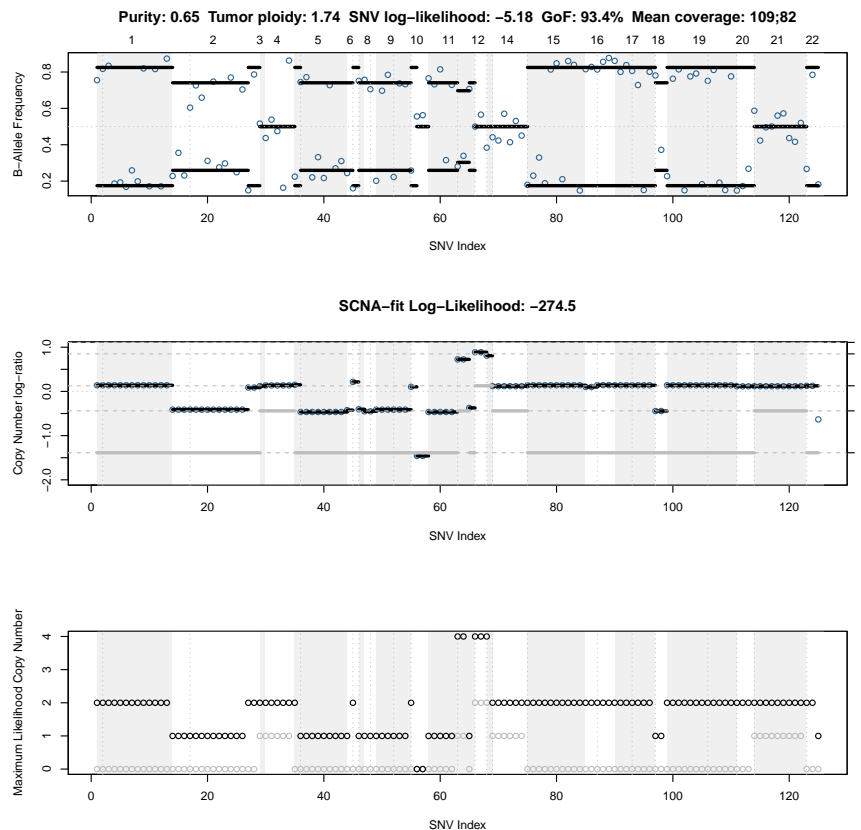 Purity: 0.65 Tumor ploidy: 1.74 SNV log−likelihood: −5.18 GoF: 93.4% Mean coverage: 109;82
1 2 3 4 5 6 8 9 10 11 12 14 15 16 17 18 19 20 21 22
B−Allele Frequency
0.8
0.6
0.4
0.2
0 20 40 60 80 100 120
SNV Index
SCNA−fit Log−Likelihood: −274.5
Copy Number log−ratio
1.0
0.0
−1.0
−2.0
0 20 40 60 80 100 120
SNV Index
Maximum Likelihood Copy Number
4
3
2
1
0
0 20 40 60 80 100 120
SNV Index